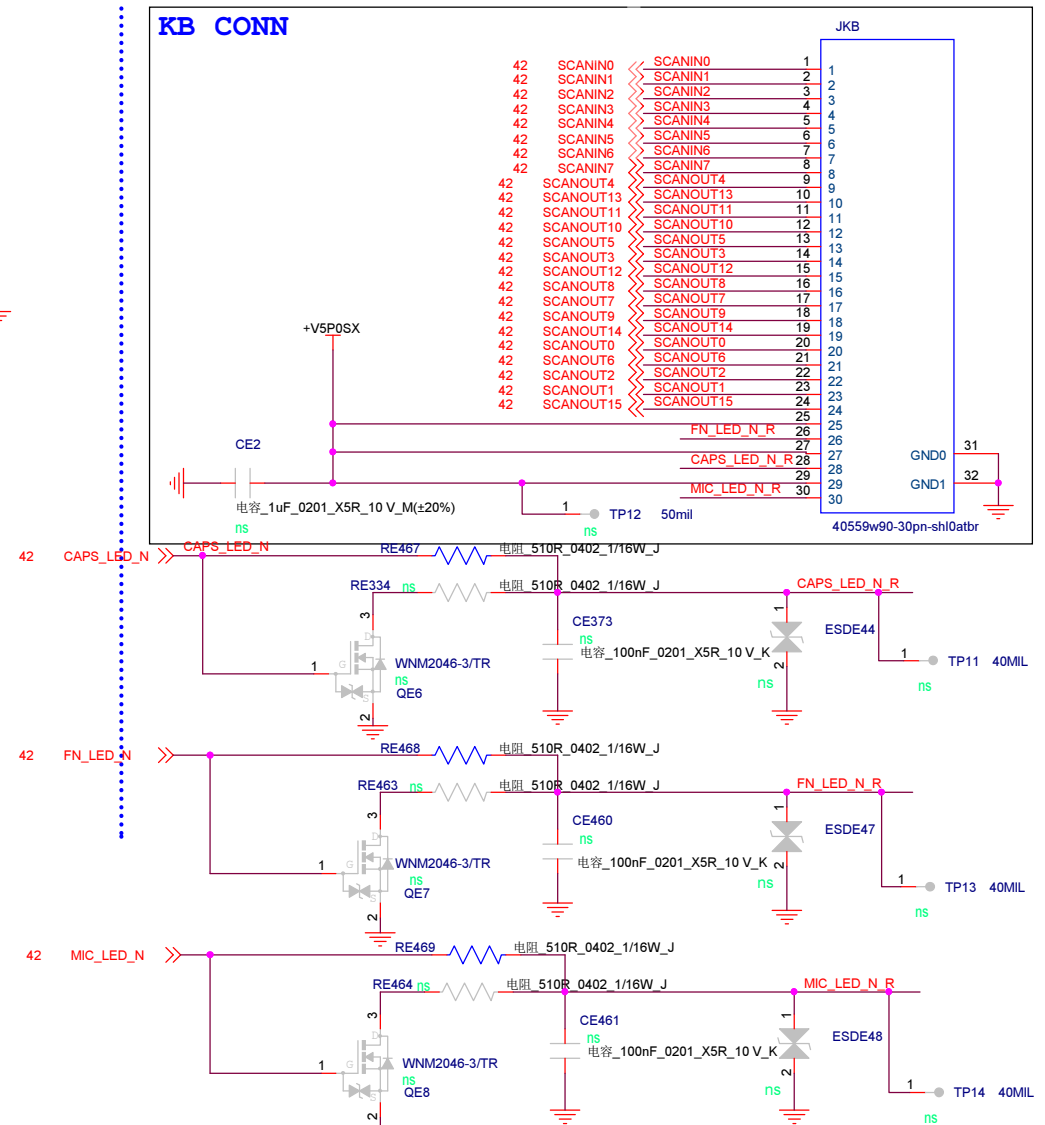 KB CONN
JKB
42 SCANIN0 SCANIN0 1 1
42 SCANIN1 SCANIN1 2 2
42 SCANIN2 SCANIN2 3 3
42 SCANIN3 SCANIN3 4 4
42 SCANIN4 SCANIN4 5 5
42 SCANIN5 SCANIN5 6 6
42 SCANIN6 SCANIN6 7 7
42 SCANIN7 SCANIN7 8 8
42 SCANOUT4 SCANOUT4 9 9
42 SCANOUT13 SCANOUT13 10 10
42 SCANOUT11 SCANOUT11 11 11
42 SCANOUT10 SCANOUT10 12 12
42 SCANOUT5 SCANOUT5 13 13
42 SCANOUT3 SCANOUT3 14 14
42 SCANOUT12 SCANOUT12 15 15
42 SCANOUT8 SCANOUT8 16 16
42 SCANOUT7 SCANOUT7 17 17
42 SCANOUT9 SCANOUT9 18 18
42 SCANOUT14 SCANOUT14 19 19
42 SCANOUT0 SCANOUT0 20 20
42 SCANOUT6 SCANOUT6 21 21
42 SCANOUT2 SCANOUT2 22 22
42 SCANOUT1 SCANOUT1 23 23
42 SCANOUT15 SCANOUT15 24 24
+V5P0SX
25 25
FN_LED_N_R 26 26
27 27
CAPS_LED_N_R 28 28
29 29
MIC_LED_N_R 30 30
GND0 31
GND1 32
CE2
电容_1uF_0201_X5R_10 V_M(±20%)
ns
1 TP12 50mil
ns
40559w90-30pn-shl0atbr
42 CAPS_LED_N CAPS_LED_N RE467 电阻_510R_0402_1/16W_J
RE334 ns 电阻_510R_0402_1/16W_J CAPS_LED_N_R
3
D
G
S
1
2
WNM2046-3/TR
ns
QE6
CE373
ns
电容_100nF_0201_X5R_10 V_K
1
2
ESDE44
ns
1 TP11 40MIL
ns
42 FN_LED_N RE468 电阻_510R_0402_1/16W_J
RE463 ns 电阻_510R_0402_1/16W_J FN_LED_N_R
3
D
G
S
1
2
WNM2046-3/TR
ns
QE7
CE460
ns
电容_100nF_0201_X5R_10 V_K
1
2
ESDE47
ns
1 TP13 40MIL
ns
42 MIC_LED_N RE469 电阻_510R_0402_1/16W_J
RE464 ns 电阻_510R_0402_1/16W_J MIC_LED_N_R
3
D
G
S
1
2
WNM2046-3/TR
ns
QE8
CE461
ns
电容_100nF_0201_X5R_10 V_K
1
2
ESDE48
ns
1 TP14 40MIL
ns